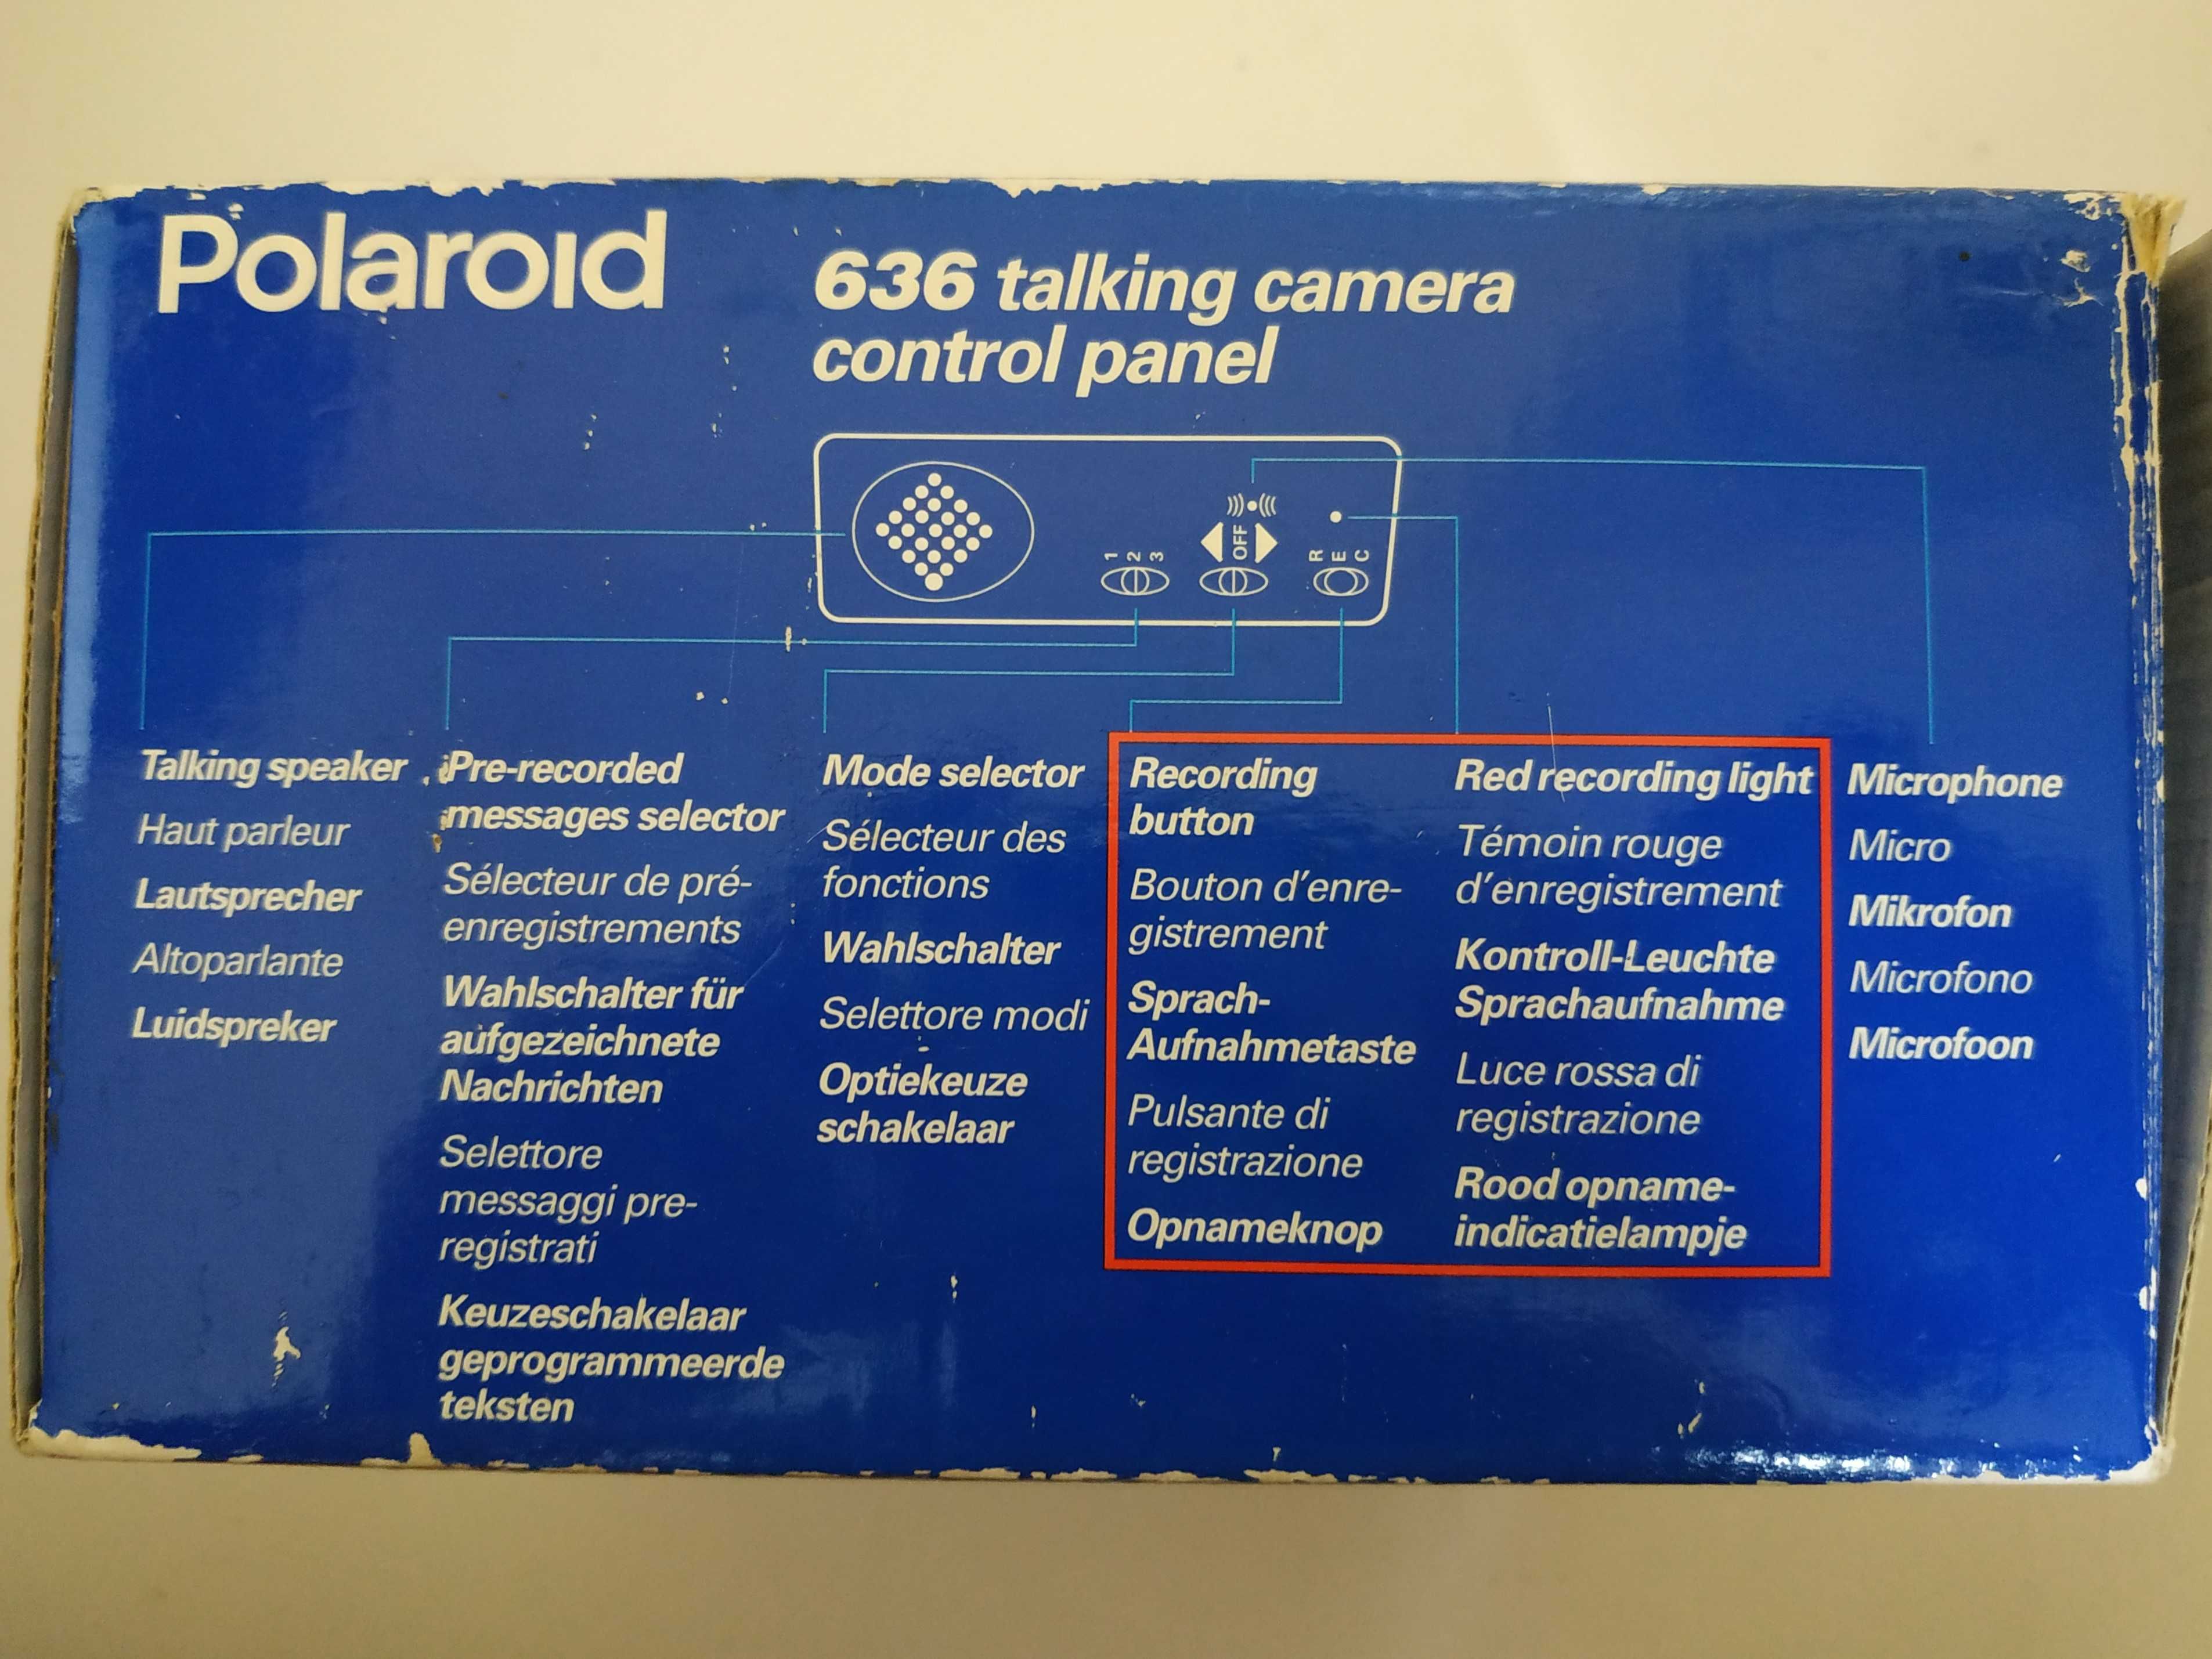 Polaroid
636 talking camera
control panel
1
2
3
OFF
R
E
C
Talking speaker
Haut parleur
Lautsprecher
Altoparlante
Luidspreker
Pre-recorded
messages selector
Sélecteur de pré-
enregistrements
Wahlschalter für
aufgezeichnete
Nachrichten
Selettore
messaggi pre-
registrati
Keuzeschakelaar
geprogrammeerde
teksten
Mode selector
Sélecteur des
fonctions
Wahlschalter
Selettore modi
Optiekeuze
schakelaar
Recording
button
Bouton d'enre-
gistrement
Sprach-
Aufnahmetaste
Pulsante di
registrazione
Opnameknop
Red recording light
Témoin rouge
d'enregistrement
Kontroll-Leuchte
Sprachaufnahme
Luce rossa di
registrazione
Rood opname-
indicatielampje
Microphone
Micro
Mikrofon
Microfono
Microfoon